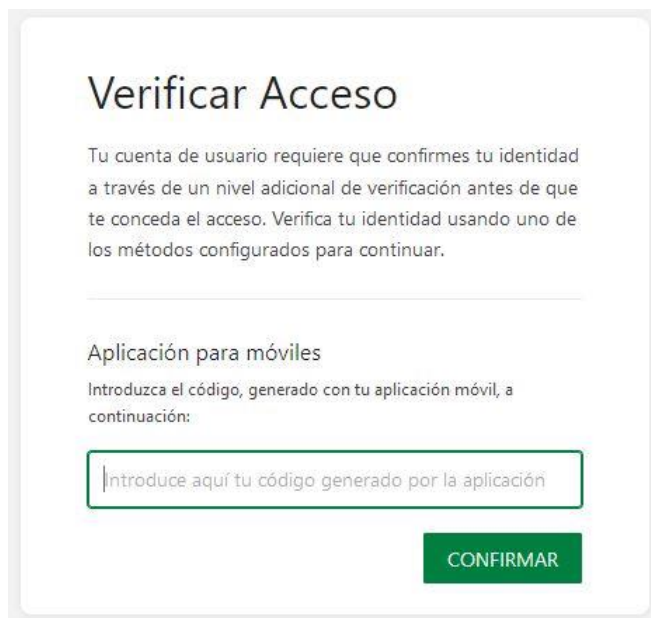 Verificar Acceso
Tu cuenta de usuario requiere que confirmes tu identidad
a través de un nivel adicional de verificación antes de que
te conceda el acceso. Verifica tu identidad usando uno de
los métodos configurados para continuar.
Aplicación para móviles
Introduzca el código, generado con tu aplicación móvil, a
continuación:
Introduce aquí tu código generado por la aplicación
CONFIRMAR